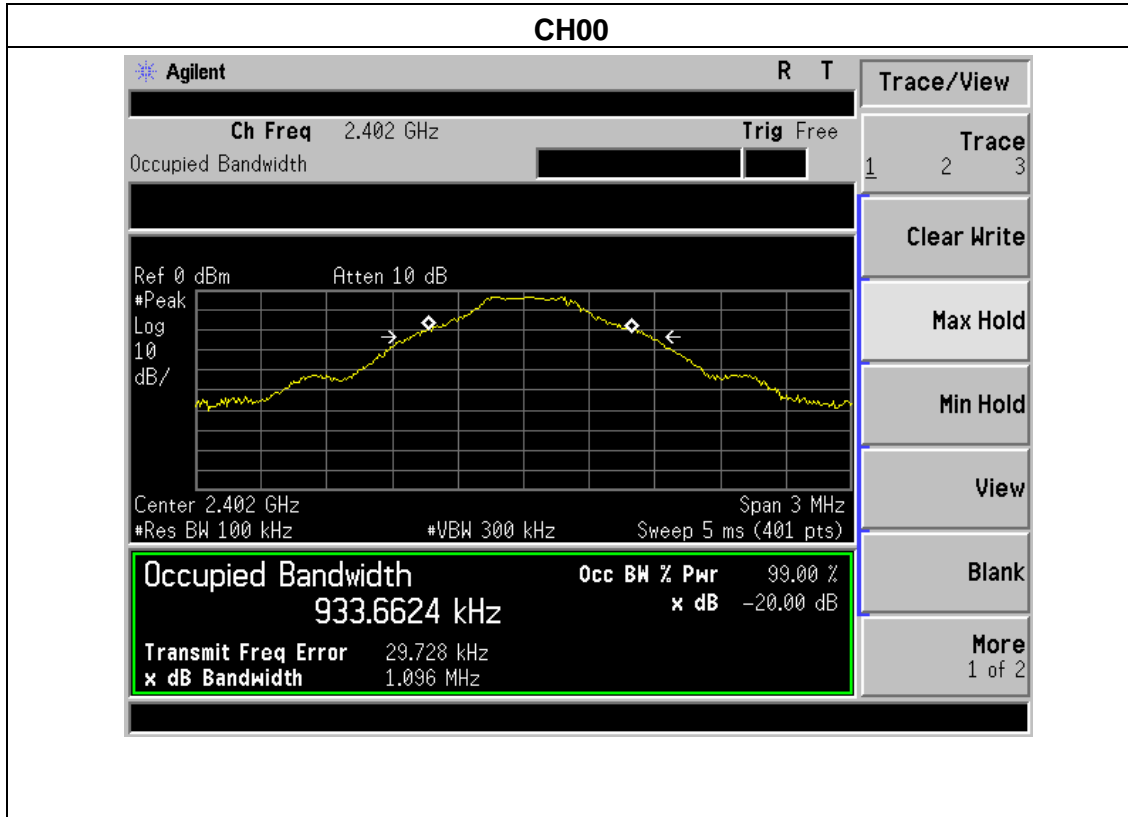 CH00
Agilent R T
Ch Freq 2.402 GHz Trig Free
Occupied Bandwidth
Ref 0 dBm Atten 10 dB
#Peak
Log
10
dB/
Center 2.402 GHz Span 3 MHz
#Res BW 100 kHz #VBW 300 kHz Sweep 5 ms (401 pts)
Occupied Bandwidth Occ BW % Pwr 99.00 %
933.6624 kHz x dB -20.00 dB
Transmit Freq Error 29.728 kHz
x dB Bandwidth 1.096 MHz
Trace/View
Trace
1 2 3
Clear Write
Max Hold
Min Hold
View
Blank
More
1 of 2